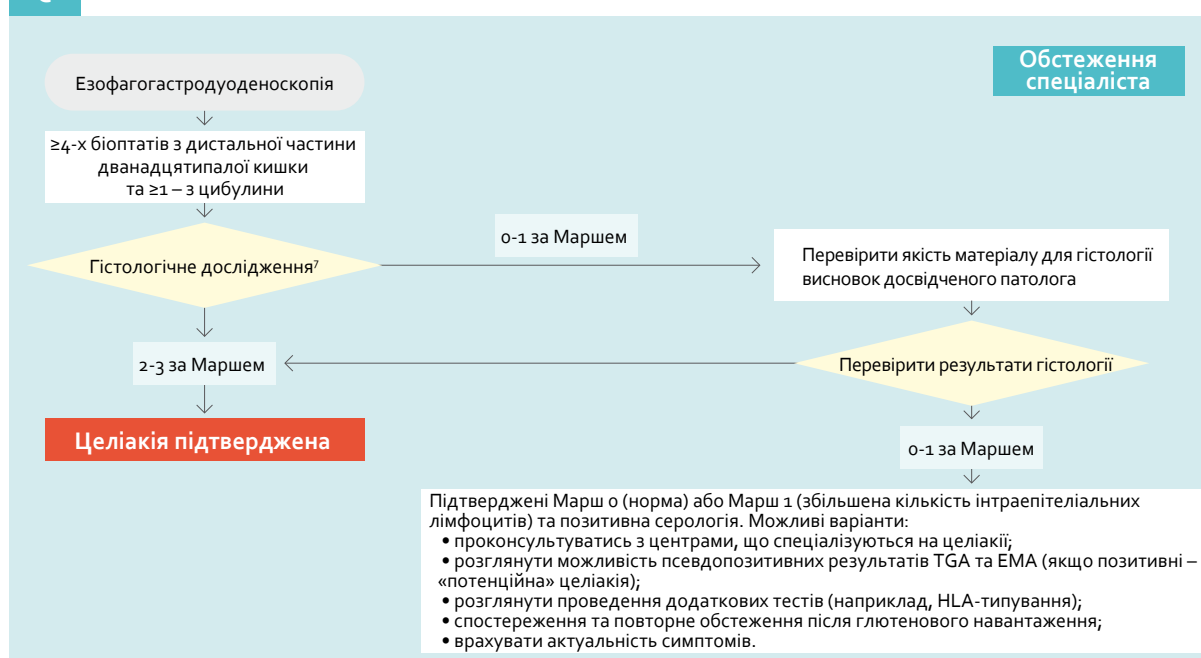 Обстеження
спеціаліста
Езофагогастродуоденоскопія
≥4-х біоптатів з дистальної частини
дванадцятипалої кишки
та ≥1 – з цибулини
0-1 за Маршем
Гістологічне дослідження⁷
Перевірити якість матеріалу для гістології
висновок досвідченого патолога
2-3 за Маршем
Перевірити результати гістології
Целіакія підтверджена
0-1 за Маршем
Підтверджені Марш 0 (норма) або Марш 1 (збільшена кількість інтраепітеліальних
лімфоцитів) та позитивна серологія. Можливі варіанти:
• проконсультуватись з центрами, що спеціалізуються на целіакії;
• розглянути можливість псевдопозитивних результатів TGA та EMA (якщо позитивні –
«потенційна» целіакія);
• розглянути проведення додаткових тестів (наприклад, HLA-типування);
• спостереження та повторне обстеження після глютенового навантаження;
• врахувати актуальність симптомів.